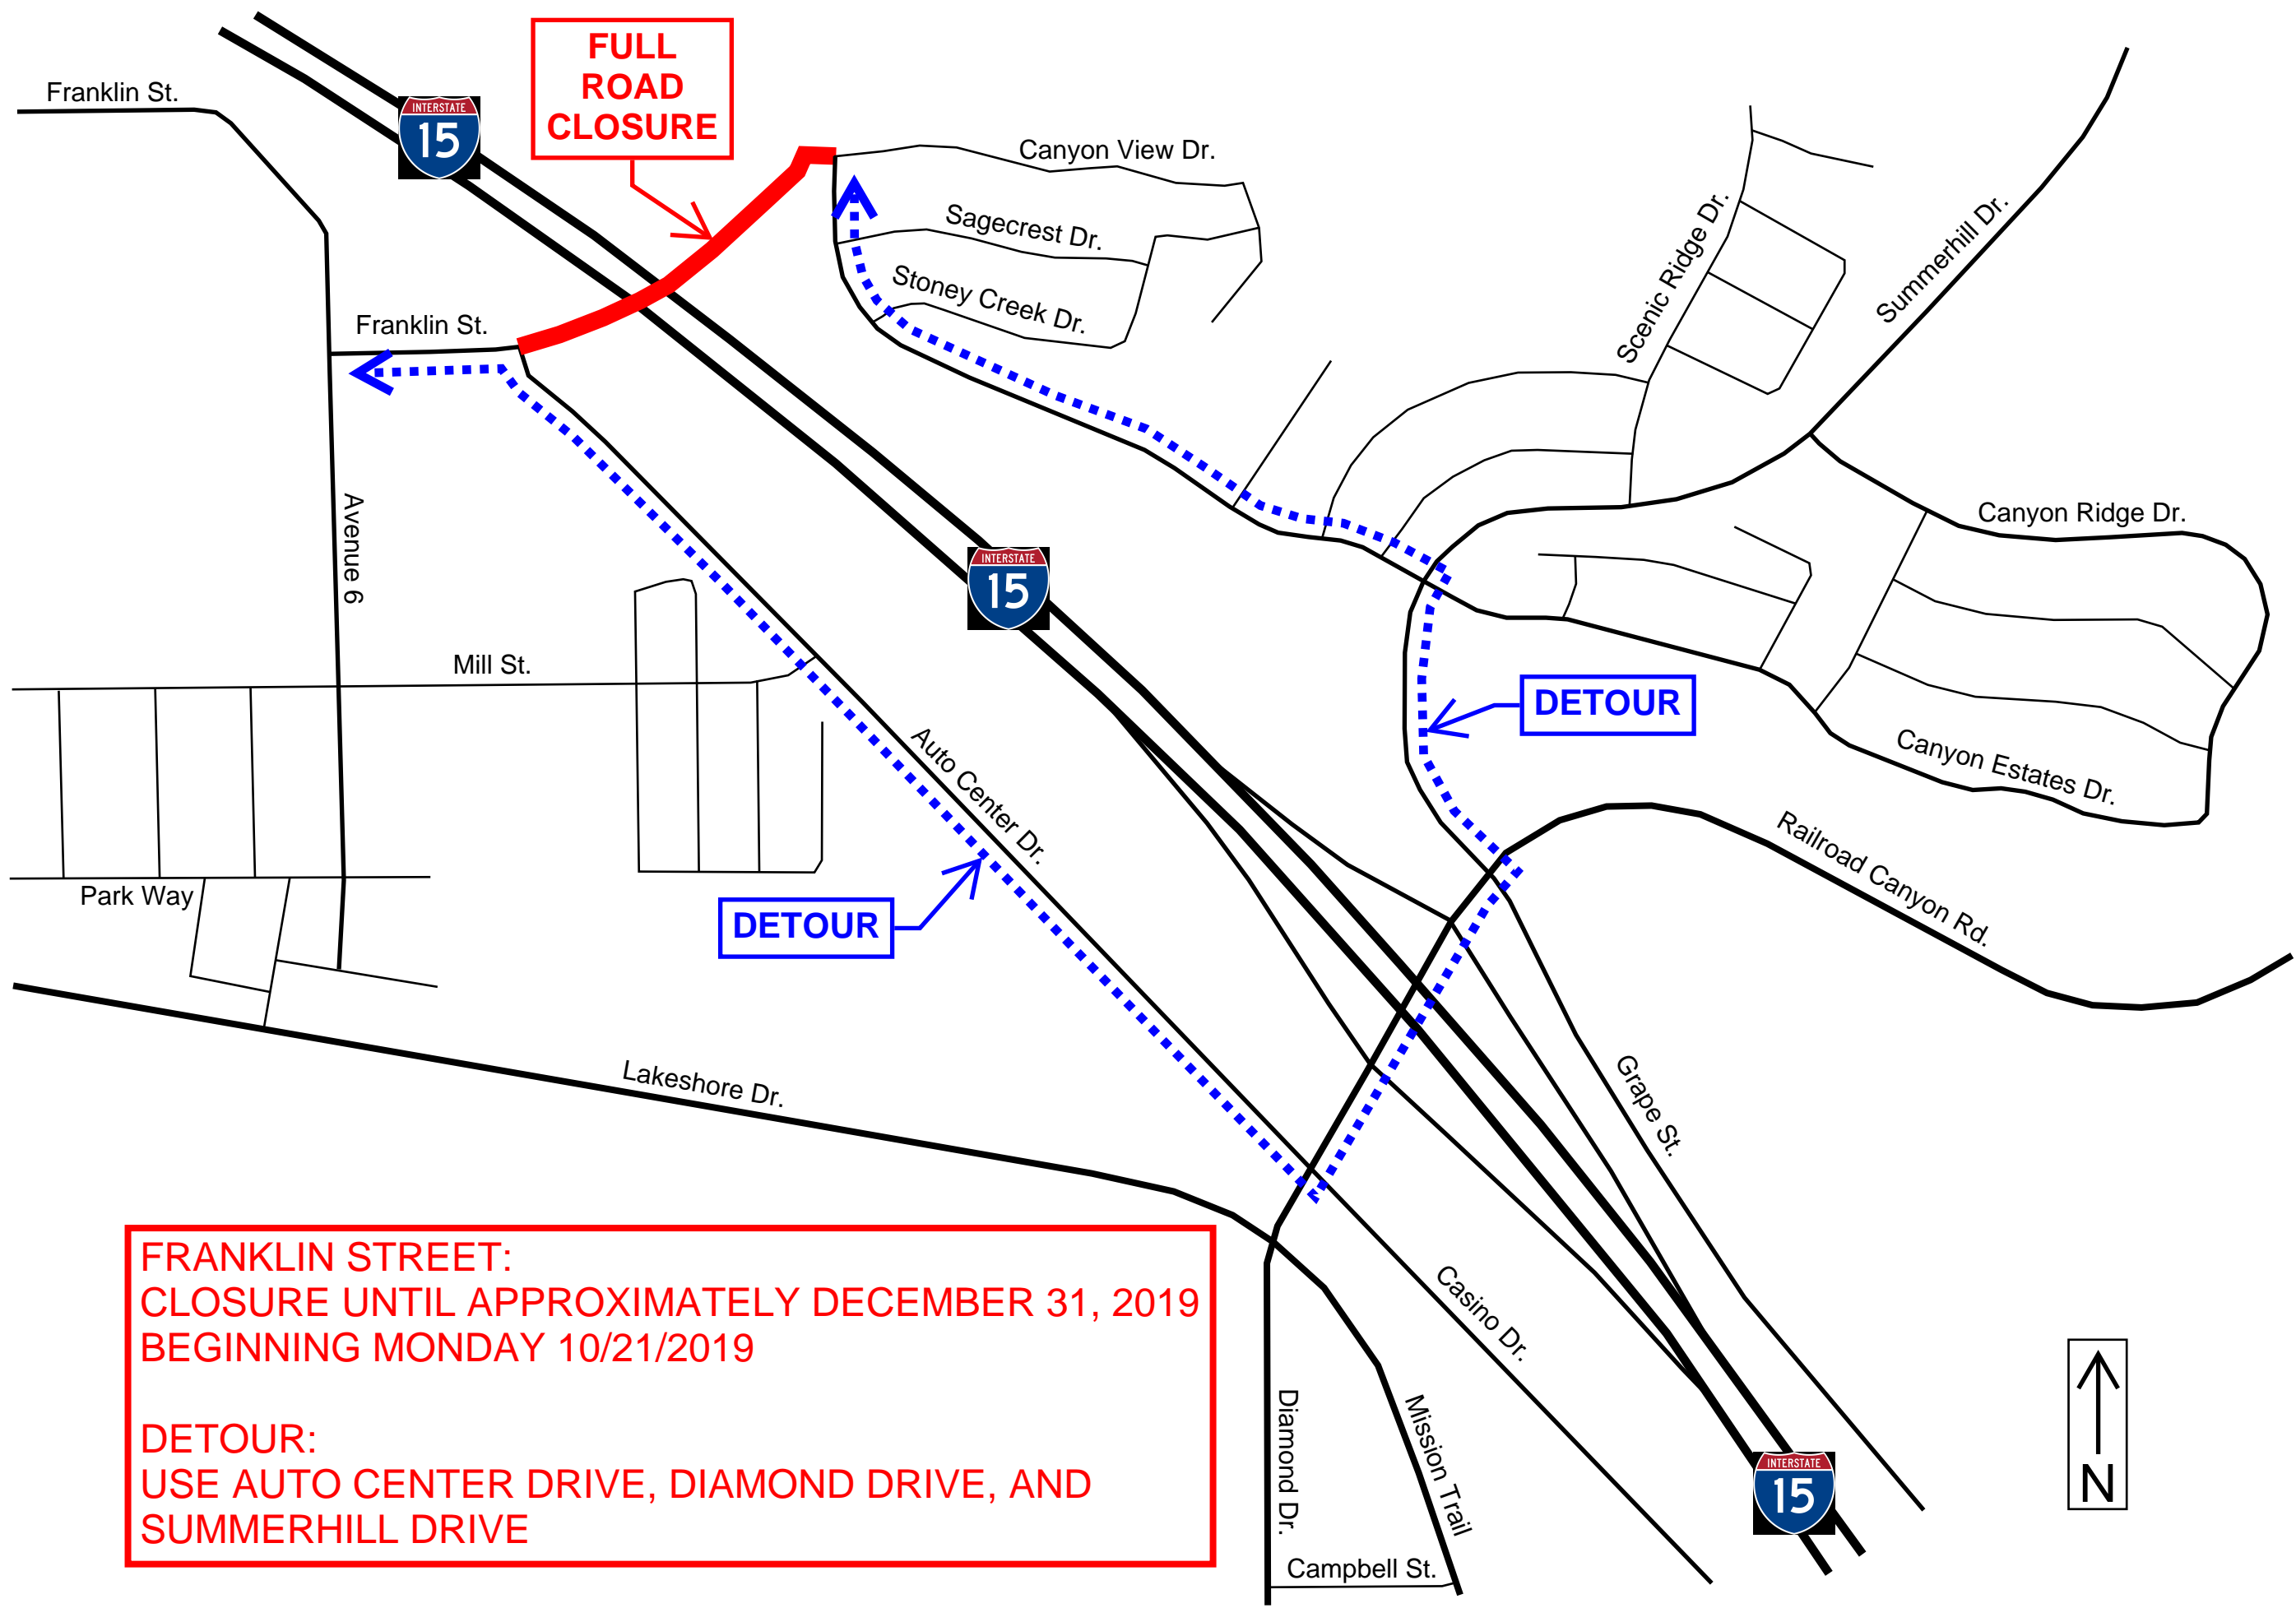 FULL
ROAD
CLOSURE
Franklin St.
INTERSTATE
15
Canyon View Dr.
Sagecrest Dr.
Stoney Creek Dr.
Scenic Ridge Dr.
Summerhill Dr.
Franklin St.
Avenue 6
Canyon Ridge Dr.
INTERSTATE
15
Mill St.
DETOUR
Auto Center Dr.
Canyon Estates Dr.
Railroad Canyon Rd.
Park Way
DETOUR
Lakeshore Dr.
Grape St.
FRANKLIN STREET:
CLOSURE UNTIL APPROXIMATELY DECEMBER 31, 2019
BEGINNING MONDAY 10/21/2019
DETOUR:
USE AUTO CENTER DRIVE, DIAMOND DRIVE, AND
SUMMERHILL DRIVE
Casino Dr.
Diamond Dr.
Mission Trail
Campbell St.
INTERSTATE
15
N